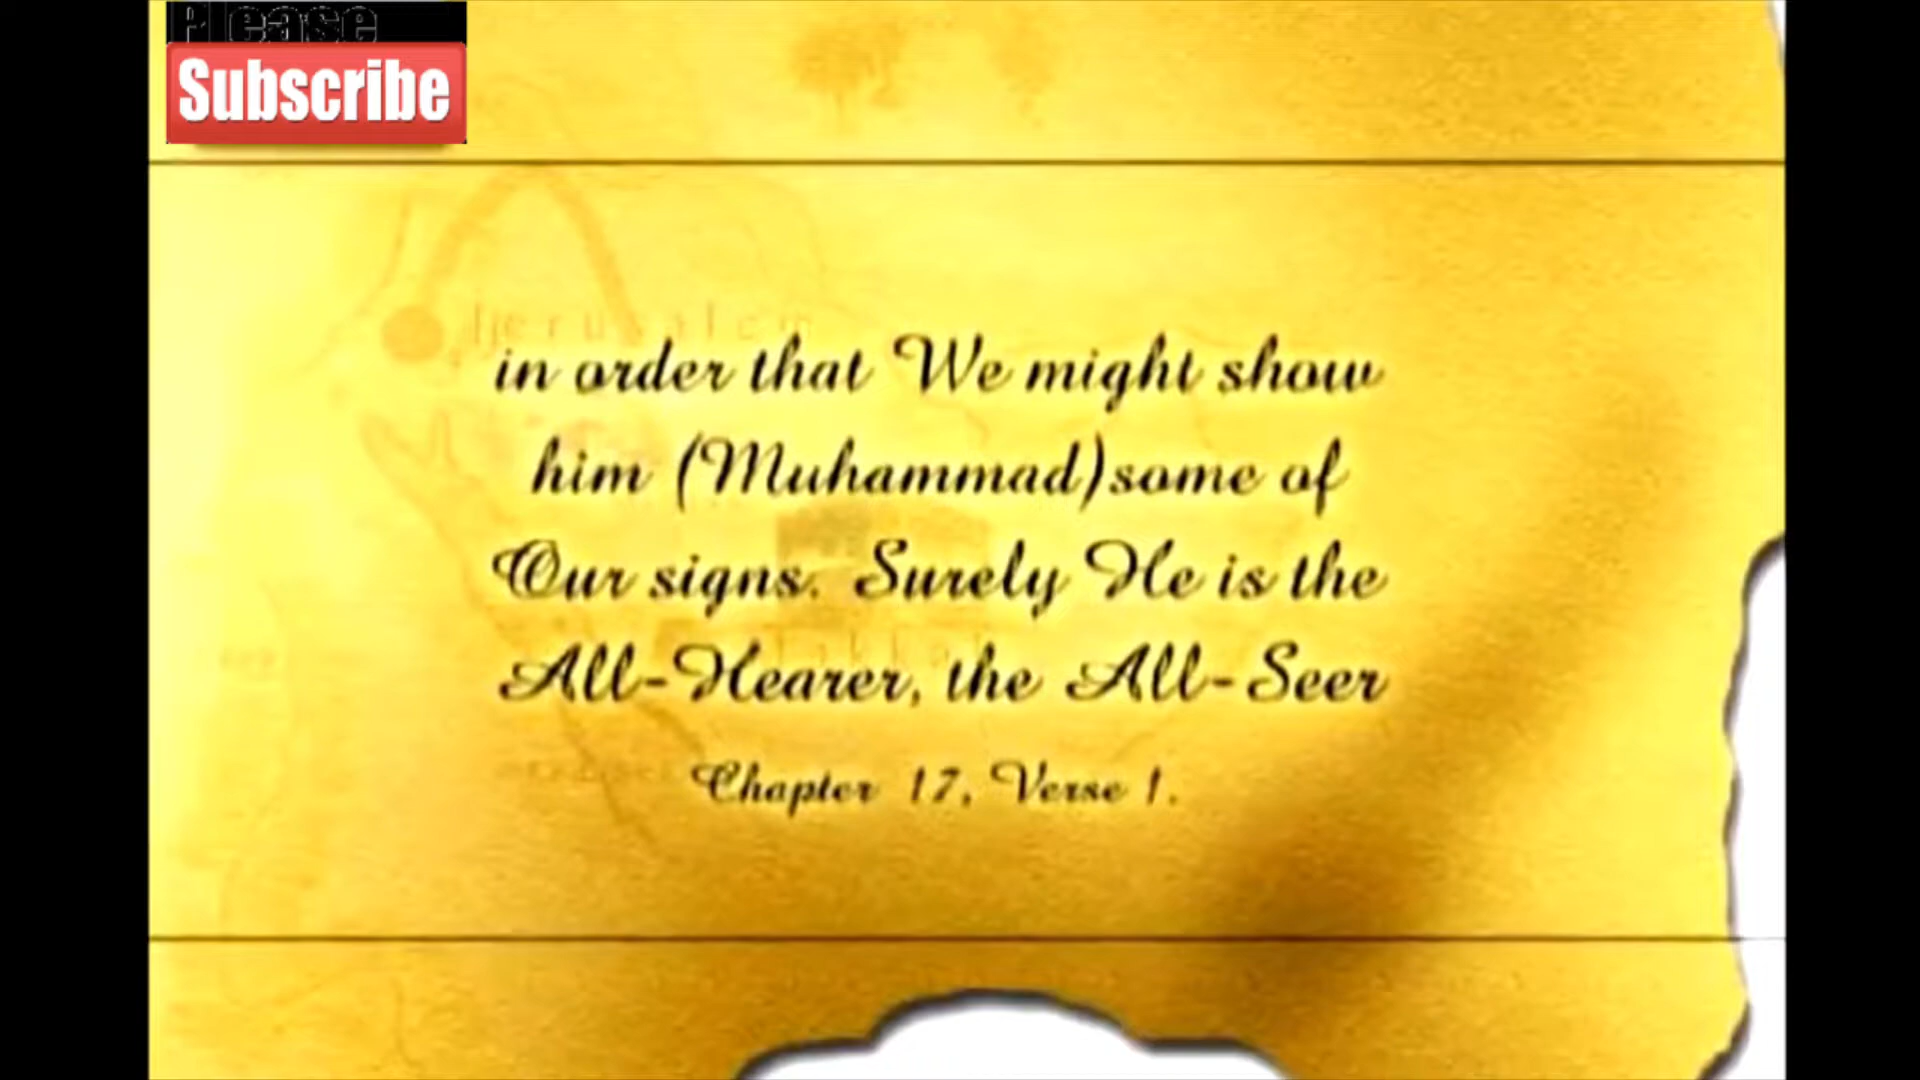 Please
Subscribe
Jerusalem
in order that We might show
him (Muhammad)some of
Our signs. Surely He is the
All-Hearer, the All-Seer
Chapter 17, Verse 1.